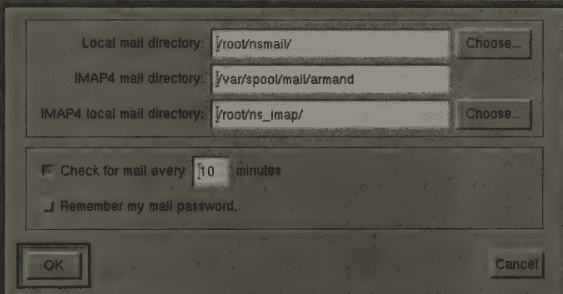 Local mail directory: /root/nsmail/ Choose...
IMAP4 mail directory: /var/spool/mail/armand
IMAP4 local mail directory: /root/ns_imap/ Choose...
Check for mail every 10 minutes
Remember my mail password.
OK Cancel